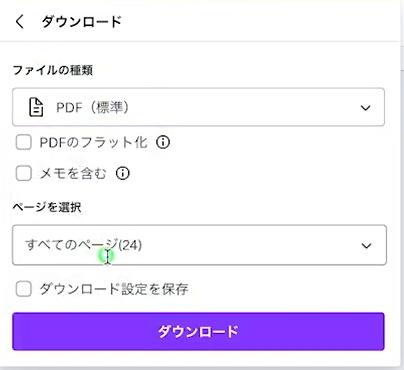 ダウンロード
ファイルの種類
PDF（標準）
PDFのフラット化
メモを含む
ページを選択
すべてのページ(24)
ダウンロード設定を保存
ダウンロード